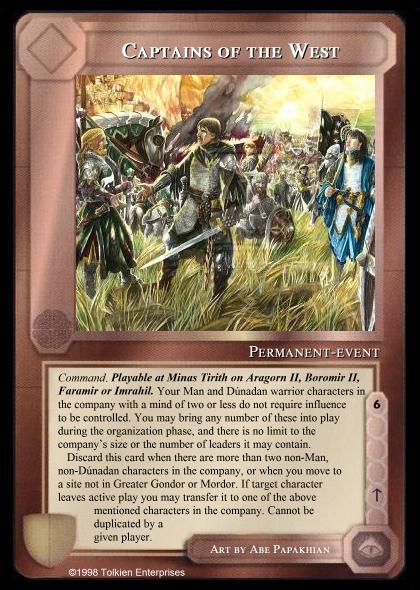 CAPTAINS OF THE WEST
PERMANENT-EVENT
Command. Playable at Minas Tirith on Aragorn II, Boromir II,
Faramir or Imrahil. Your Man and Dúnadan warrior characters in
the company with a mind of two or less do not require influence
to be controlled. You may bring any number of these into play
during the organization phase, and there is no limit to the
company's size or the number of leaders it may contain.
Discard this card when there are more than two non-Man,
non-Dúnadan characters in the company, or when you move to
a site not in Greater Gondor or Mordor. If target character
leaves active play you may transfer it to one of the above
mentioned characters in the company. Cannot be
duplicated by a
given player.
6
ART BY ABE PAPAKHIAN
©1998 Tolkien Enterprises